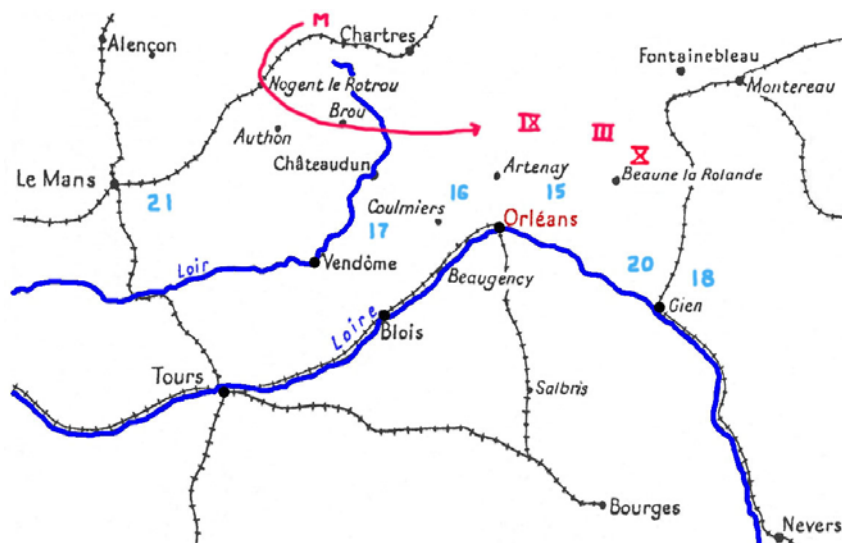 M
Alençon
Chartres
Fontainebleau
Montereau
Nogent le Rotrou
Brou
IX
III
Authon
X
Châteaudun
Artenay
Le Mans
Beaune la Rolande
21
16
15
Coulmiers
17
Orléans
Loir
Vendôme
Beaugency
20
18
Gien
Loire
Blois
Tours
Salbris
Bourges
Nevers